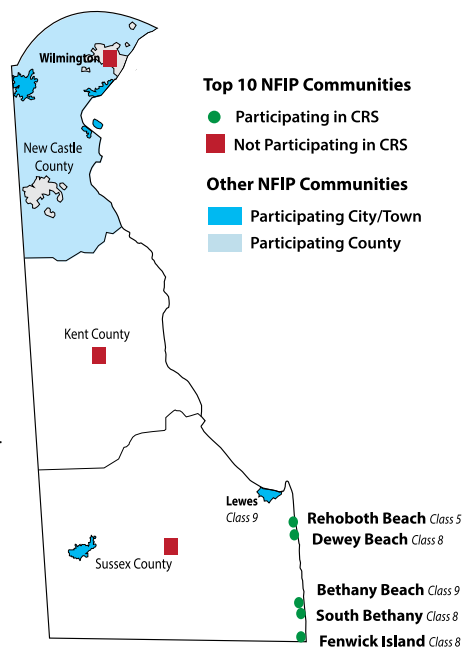 Wilmington
Top 10 NFIP Communities
Participating in CRS
Not Participating in CRS
New Castle
County
Other NFIP Communities
Participating City/Town
Participating County
Kent County
Lewes
Class 9
Rehoboth Beach Class 5
Dewey Beach Class 8
Sussex County
Bethany Beach Class 9
South Bethany Class 8
Fenwick Island Class 8